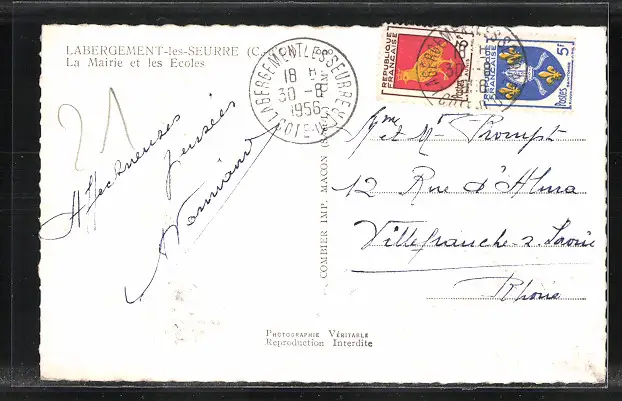 LABERGEMENT-les-SEURRE (C.
La Mairie et les Ecoles
LABERGEMENT LES SEURRE
18 H
30 - 8
1956
COTE-D'OR
REPUBLIQUE FRANÇAISE
POSTES
REPUBLIQUE FRANÇAISE
5F
POSTES
21
Affectueuses
pensées
COMBIER IMP. MACON
Mme et Mr Prompt
12 Rue d'Alma
Villefranche s. Saône
Rhône
PHOTOGRAPHIE VÉRITABLE
Reproduction Interdite